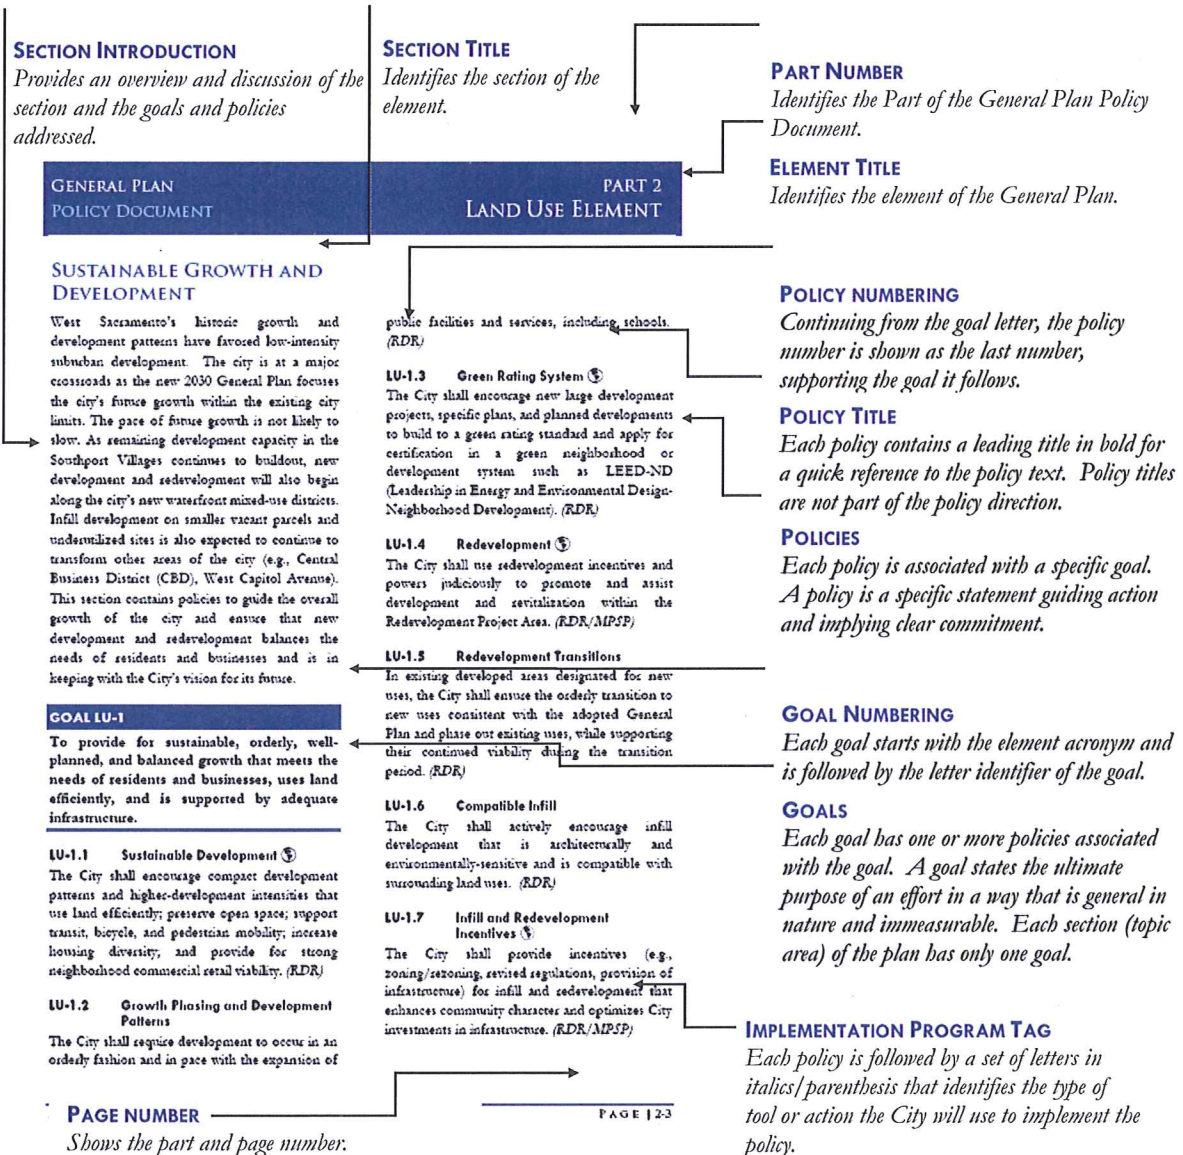 SECTION INTRODUCTION
Provides an overview and discussion of the
section and the goals and policies
addressed.
SECTION TITLE
Identifies the section of the
element.
PART NUMBER
Identifies the Part of the General Plan Policy
Document.
ELEMENT TITLE
Identifies the element of the General Plan.
GENERAL PLAN
POLICY DOCUMENT
PART 2
LAND USE ELEMENT
SUSTAINABLE GROWTH AND
DEVELOPMENT
West Sacramento's historic growth and
development patterns have favored low-intensity
suburban development. The city is at a major
crossroads as the new 2030 General Plan focuses
the city's future growth within the existing city
limits. The pace of future growth is not likely to
slow. As remaining development capacity in the
Southport Villages continues to buildout, new
development and redevelopment will also begin
along the city's new waterfront mixed-use districts.
Infill development on smaller vacant parcels and
underutilized sites is also expected to continue to
transform other areas of the city (e.g., Central
Business District (CBD), West Capitol Avenue).
This section contains policies to guide the overall
growth of the city and ensure that new
development and redevelopment balances the
needs of residents and businesses and is in
keeping with the City's vision for its future.
GOAL LU-1
To provide for sustainable, orderly, well-
planned, and balanced growth that meets the
needs of residents and businesses, uses land
efficiently, and is supported by adequate
infrastructure.
LU-1.1 Sustainable Development
The City shall encourage compact development
patterns and higher-development intensities that
use land efficiently; preserve open space; support
transit, bicycle, and pedestrian mobility; increase
housing diversity; and provide for strong
neighborhood commercial retail viability. (RDR)
LU-1.2 Growth Phasing and Development
Patterns
The City shall require development to occur in an
orderly fashion and in pace with the expansion of
public facilities and services, including schools.
(RDR)
LU-1.3 Green Rating System
The City shall encourage new large development
projects, specific plans, and planned developments
to build to a green rating standard and apply for
certification in a green neighborhood or
development system such as LEED-ND
(Leadership in Energy and Environmental Design-
Neighborhood Development). (RDR)
LU-1.4 Redevelopment
The City shall use redevelopment incentives and
powers judiciously to promote and assist
development and revitalization within the
Redevelopment Project Area. (RDR/MPSP)
LU-1.5 Redevelopment Transitions
In existing developed areas designated for new
uses, the City shall ensure the orderly transition to
new uses consistent with the adopted General
Plan and phase out existing uses, while supporting
their continued viability during the transition
period. (RDR)
LU-1.6 Compatible Infill
The City shall actively encourage infill
development that is architecturally and
environmentally-sensitive and is compatible with
surrounding land uses. (RDR)
LU-1.7 Infill and Redevelopment
Incentives
The City shall provide incentives (e.g.,
zoning/rezoning, revised regulations, provision of
infrastructure) for infill and redevelopment that
enhances community character and optimizes City
investments in infrastructure. (RDR/MPSP)
POLICY NUMBERING
Continuing from the goal letter, the policy
number is shown as the last number,
supporting the goal it follows.
POLICY TITLE
Each policy contains a leading title in bold for
a quick reference to the policy text. Policy titles
are not part of the policy direction.
POLICIES
Each policy is associated with a specific goal.
A policy is a specific statement guiding action
and implying clear commitment.
GOAL NUMBERING
Each goal starts with the element acronym and
is followed by the letter identifier of the goal.
GOALS
Each goal has one or more policies associated
with the goal. A goal states the ultimate
purpose of an effort in a way that is general in
nature and immeasurable. Each section (topic
area) of the plan has only one goal.
IMPLEMENTATION PROGRAM TAG
Each policy is followed by a set of letters in
italics/parenthesis that identifies the type of
tool or action the City will use to implement the
policy.
PAGE NUMBER
Shows the part and page number.
PAGE | 2-3